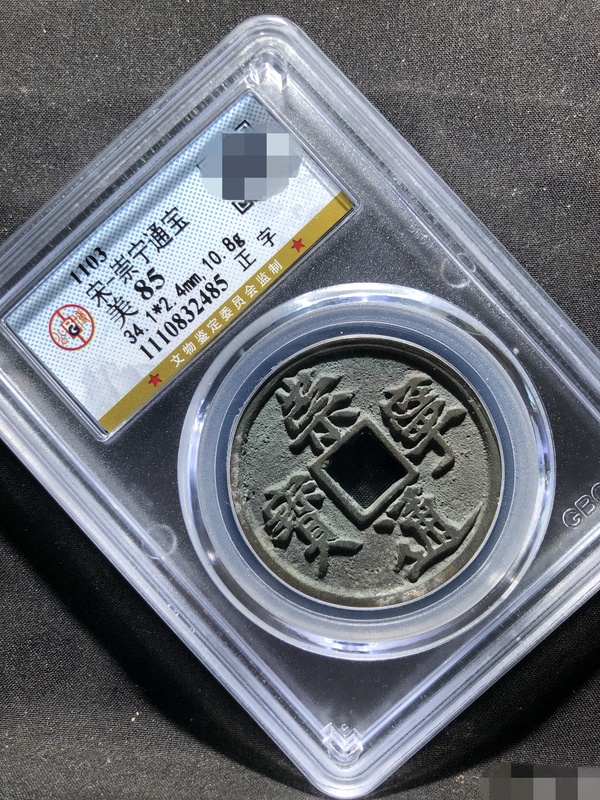 1103
宋-崇宁通宝
美 85
34.1*2.4mm,10.8g
1110832485 正字
★ 文物鉴定委员会监制 ★
崇寧通寳
GBC